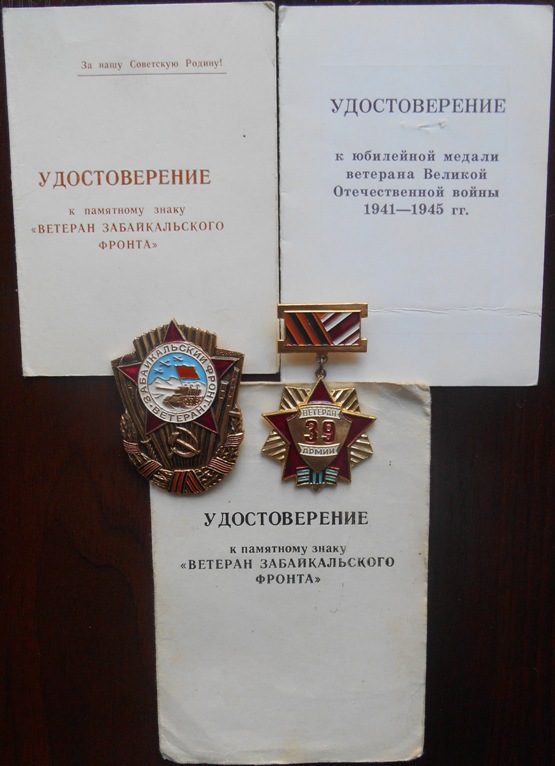 За нашу Советскую Родину!
УДОСТОВЕРЕНИЕ
к памятному знаку
«ВЕТЕРАН ЗАБАЙКАЛЬСКОГО
ФРОНТА»
УДОСТОВЕРЕНИЕ
к юбилейной медали
ветерана Великой
Отечественной войны
1941—1945 гг.
ЗАБАЙКАЛЬСКИЙ ФРОНТ
ВЕТЕРАН
ВЕТЕРАН
39
АРМИИ
УДОСТОВЕРЕНИЕ
к памятному знаку
«ВЕТЕРАН ЗАБАЙКАЛЬСКОГО
ФРОНТА»